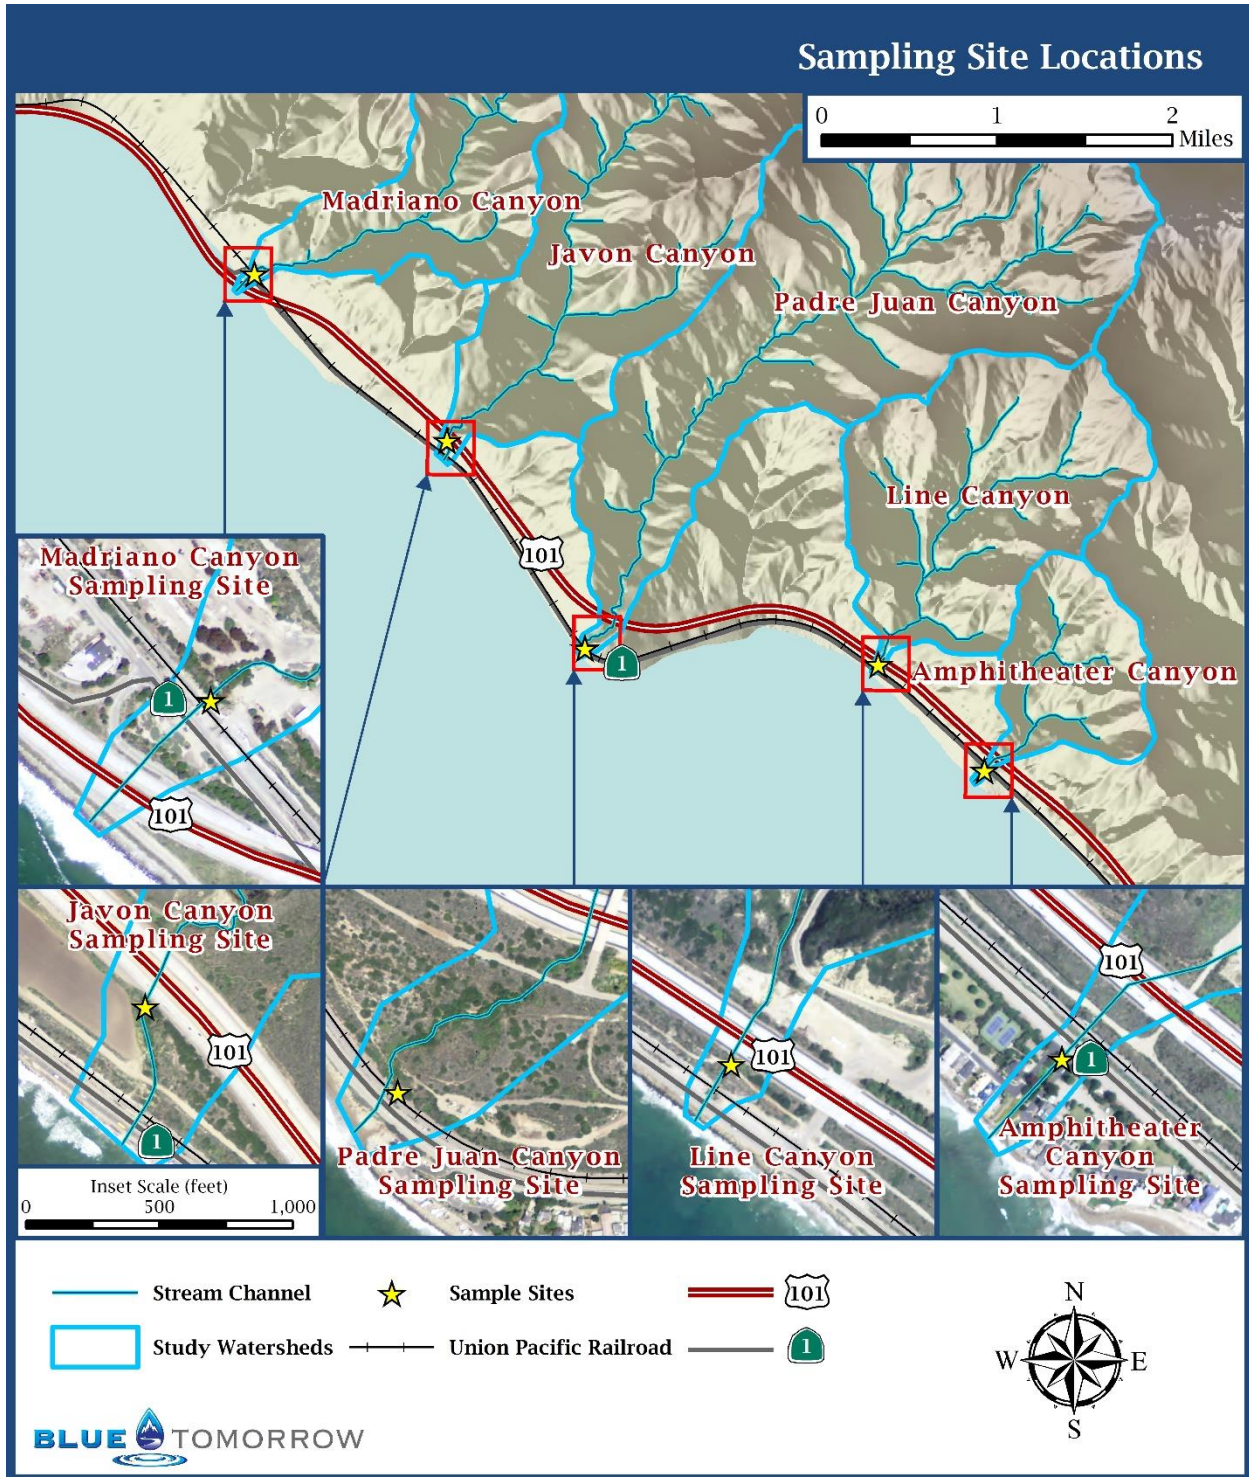 Sampling Site Locations
0 1 2
Miles
Madriano Canyon
Javon Canyon
Padre Juan Canyon
Line Canyon
101
1
Amphitheater Canyon
Madriano Canyon
Sampling Site
1
101
Javon Canyon
Sampling Site
101
1
Inset Scale (feet)
0 500 1,000
Padre Juan Canyon
Sampling Site
101
Line Canyon
Sampling Site
101
1
Amphitheater
Canyon
Sampling Site
Stream Channel
Sample Sites
101
Study Watersheds
Union Pacific Railroad
1
N
W E
S
BLUE TOMORROW